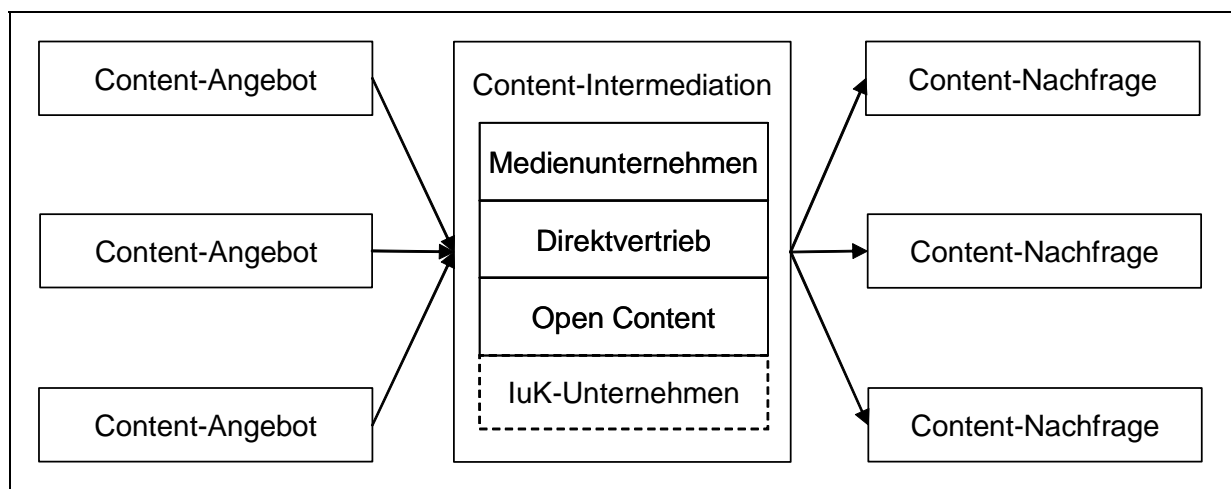 Content-Angebot
Content-Angebot
Content-Angebot
Content-Intermediation
Medienunternehmen
Direktvertrieb
Open Content
IuK-Unternehmen
Content-Nachfrage
Content-Nachfrage
Content-Nachfrage